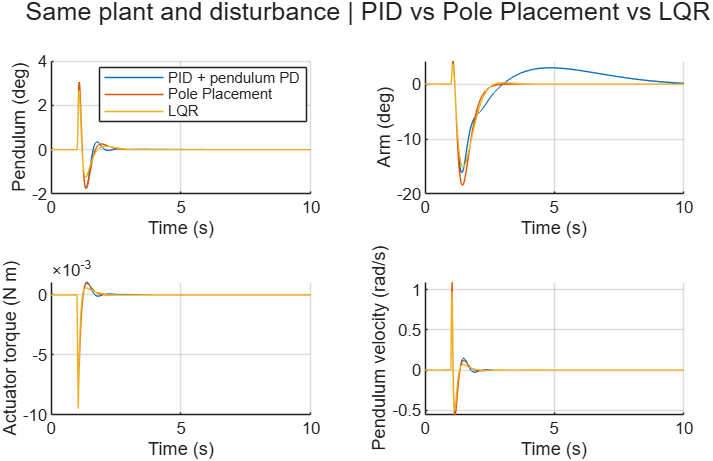 Same plant and disturbance | PID vs Pole Placement vs LQR
Pendulum (deg)
4
2
0
-2
PID + pendulum PD
Pole Placement
LQR
0
5
10
Time (s)
Arm (deg)
0
-10
-20
0
5
10
Time (s)
Actuator torque (N m)
×10⁻³
0
-5
-10
0
5
10
Time (s)
Pendulum velocity (rad/s)
1
0.5
0
-0.5
0
5
10
Time (s)